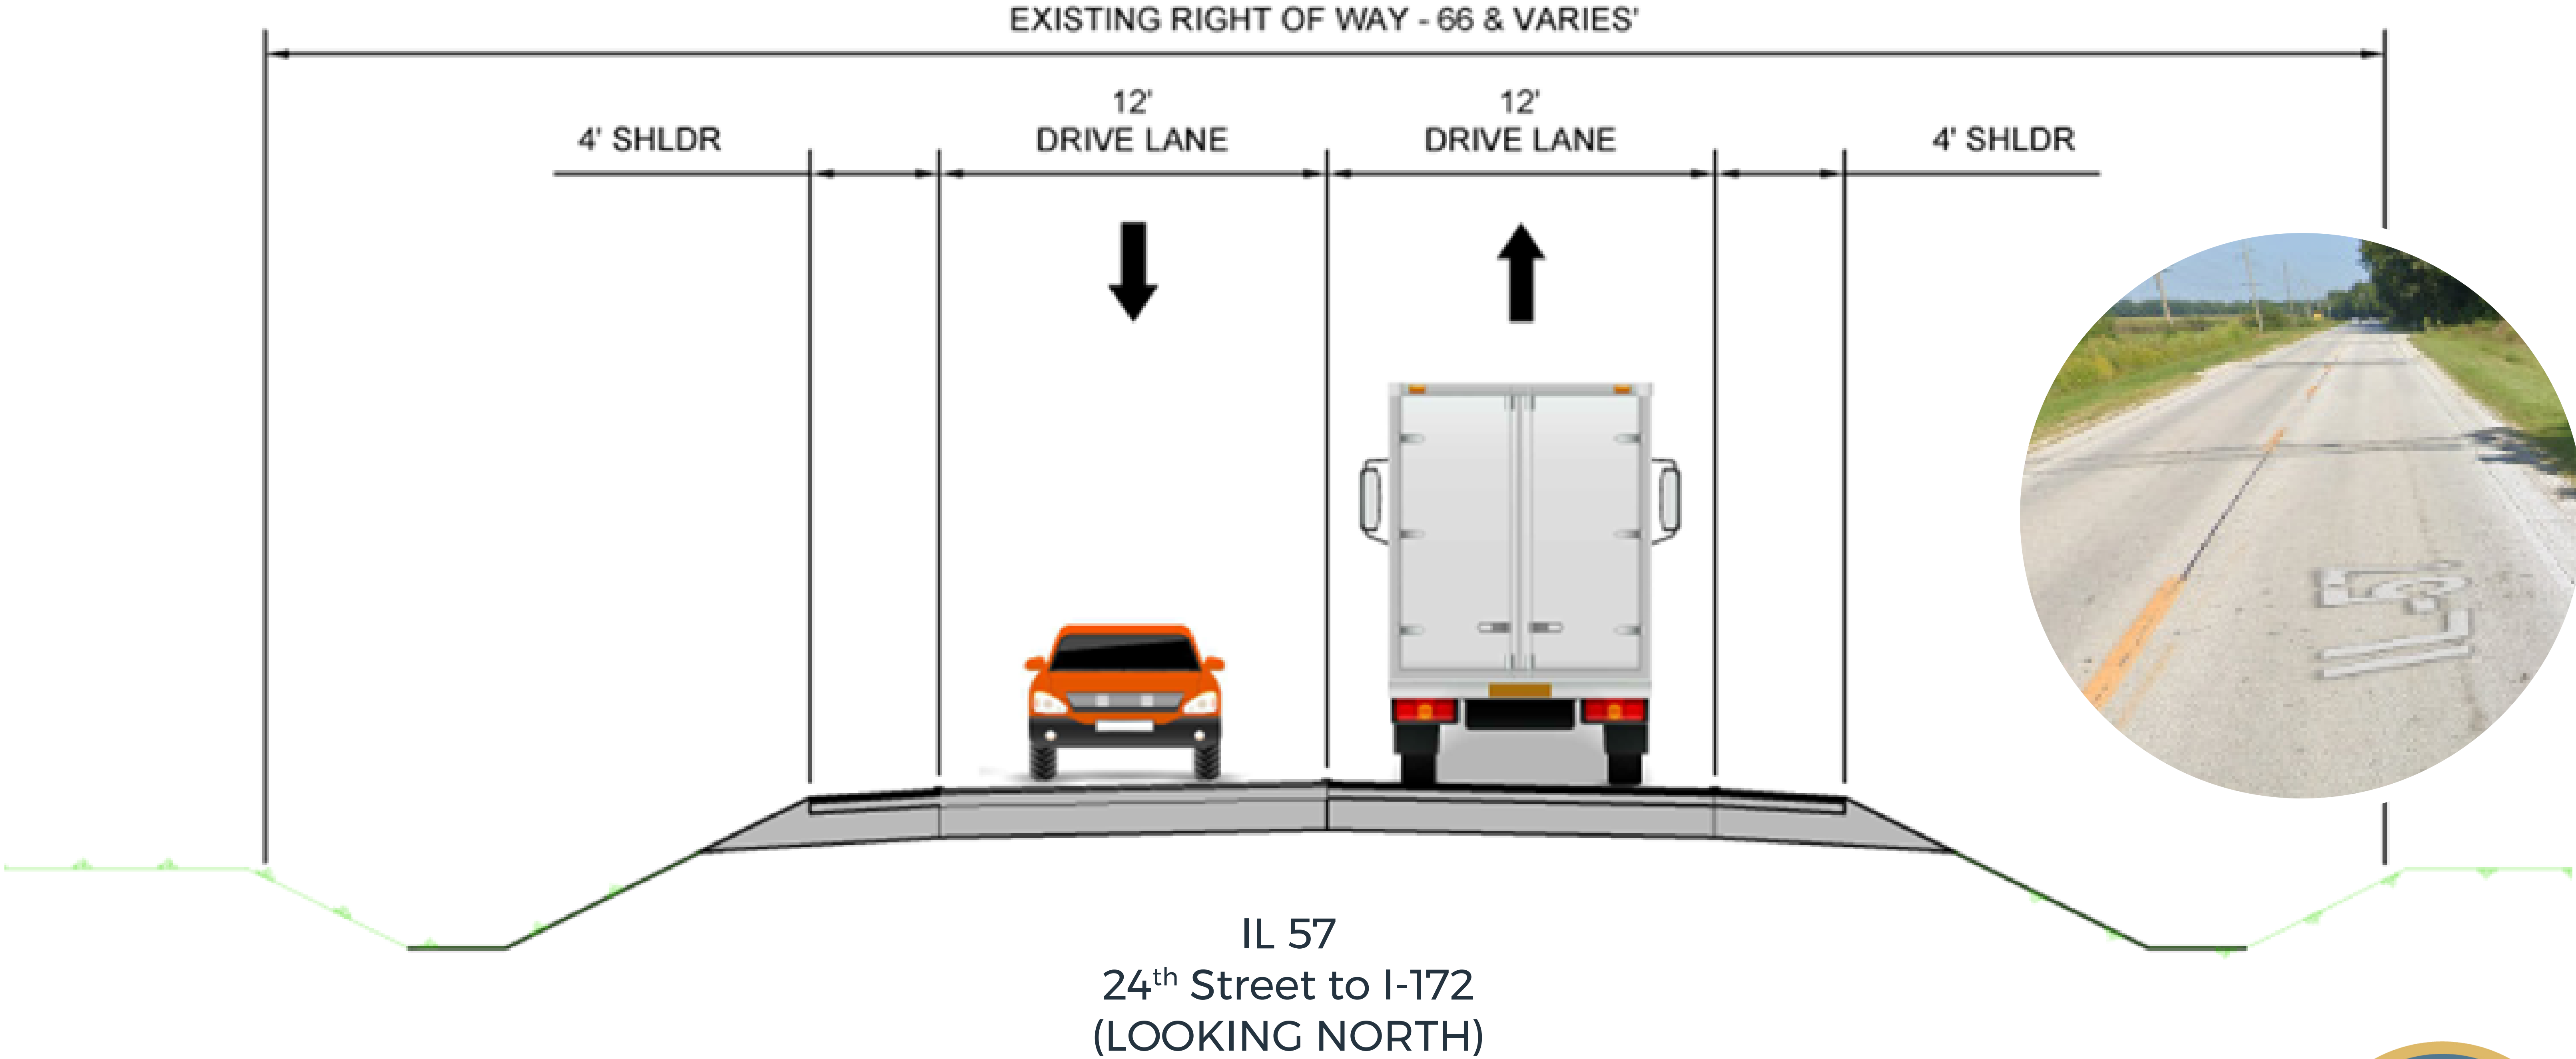 EXISTING RIGHT OF WAY - 66 & VARIES'
12'
12'
4' SHLDR
DRIVE LANE
DRIVE LANE
4' SHLDR
IL 57
24th Street to I-172
(LOOKING NORTH)